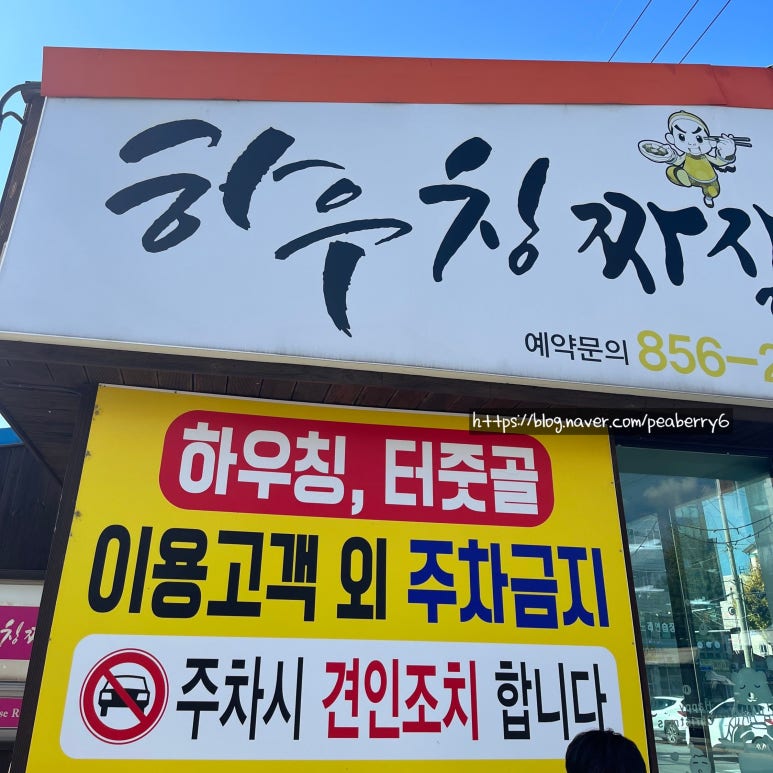 하우칭 짜장
예약문의 856-2
https://blog.naver.com/peaberry6
하우칭, 터줏골
이용고객 외 주차금지
주차시 견인조치 합니다